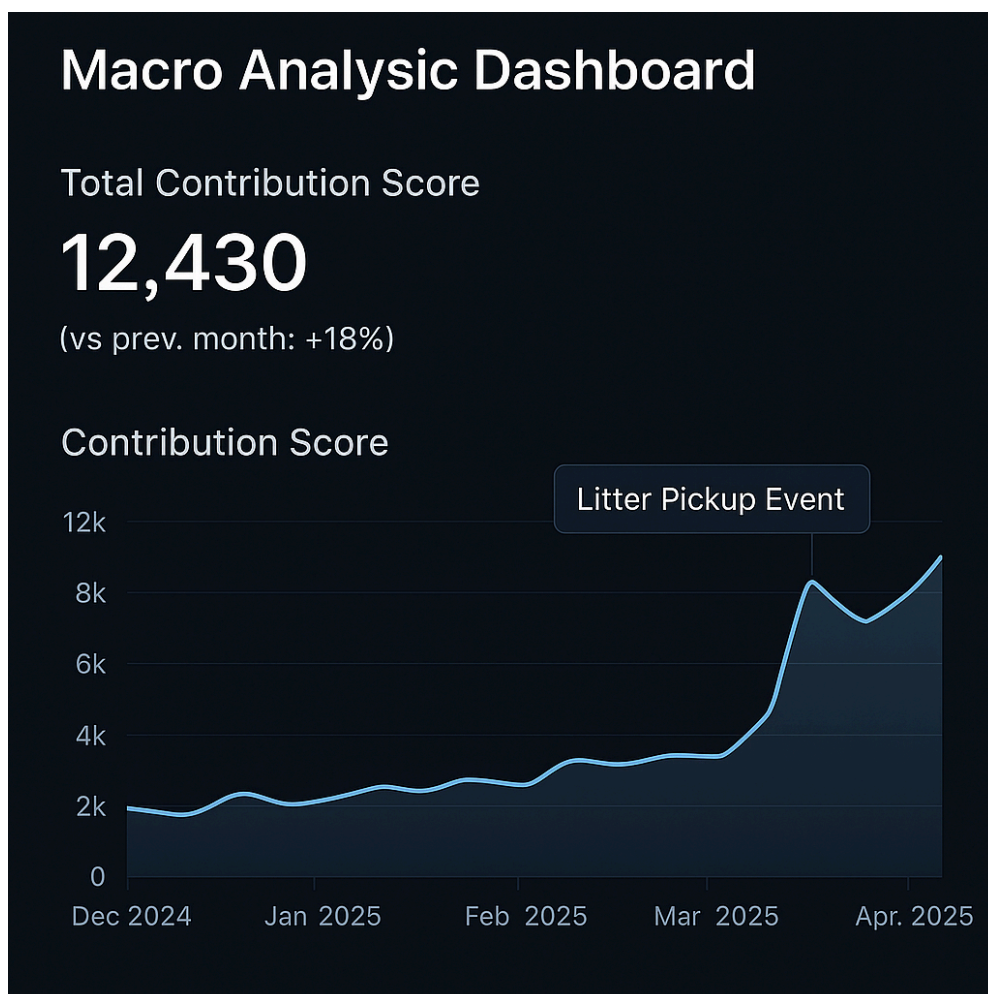 Macro Analysic Dashboard
Total Contribution Score
12,430
(vs prev. month: +18%)
Contribution Score
Litter Pickup Event
12k
8k
6k
4k
2k
0
Dec 2024 Jan 2025 Feb 2025 Mar 2025 Apr. 2025